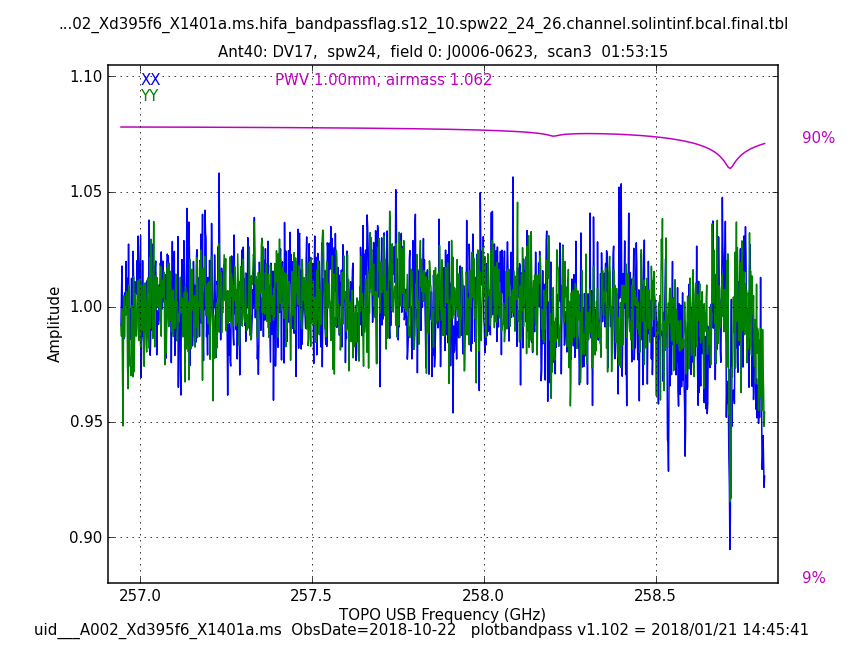 ...02_Xd395f6_X1401a.ms.hifa_bandpassflag.s12_10.spw22_24_26.channel.solintinf.bcal.final.tbl
Ant40: DV17,  spw24,  field 0: J0006-0623,  scan3  01:53:15
XX
YY
PWV 1.00mm, airmass 1.062
1.10
1.05
1.00
0.95
0.90
Amplitude
90%
9%
257.0
257.5
258.0
258.5
TOPO USB Frequency (GHz)
uid___A002_Xd395f6_X1401a.ms  ObsDate=2018-10-22   plotbandpass v1.102 = 2018/01/21 14:45:41